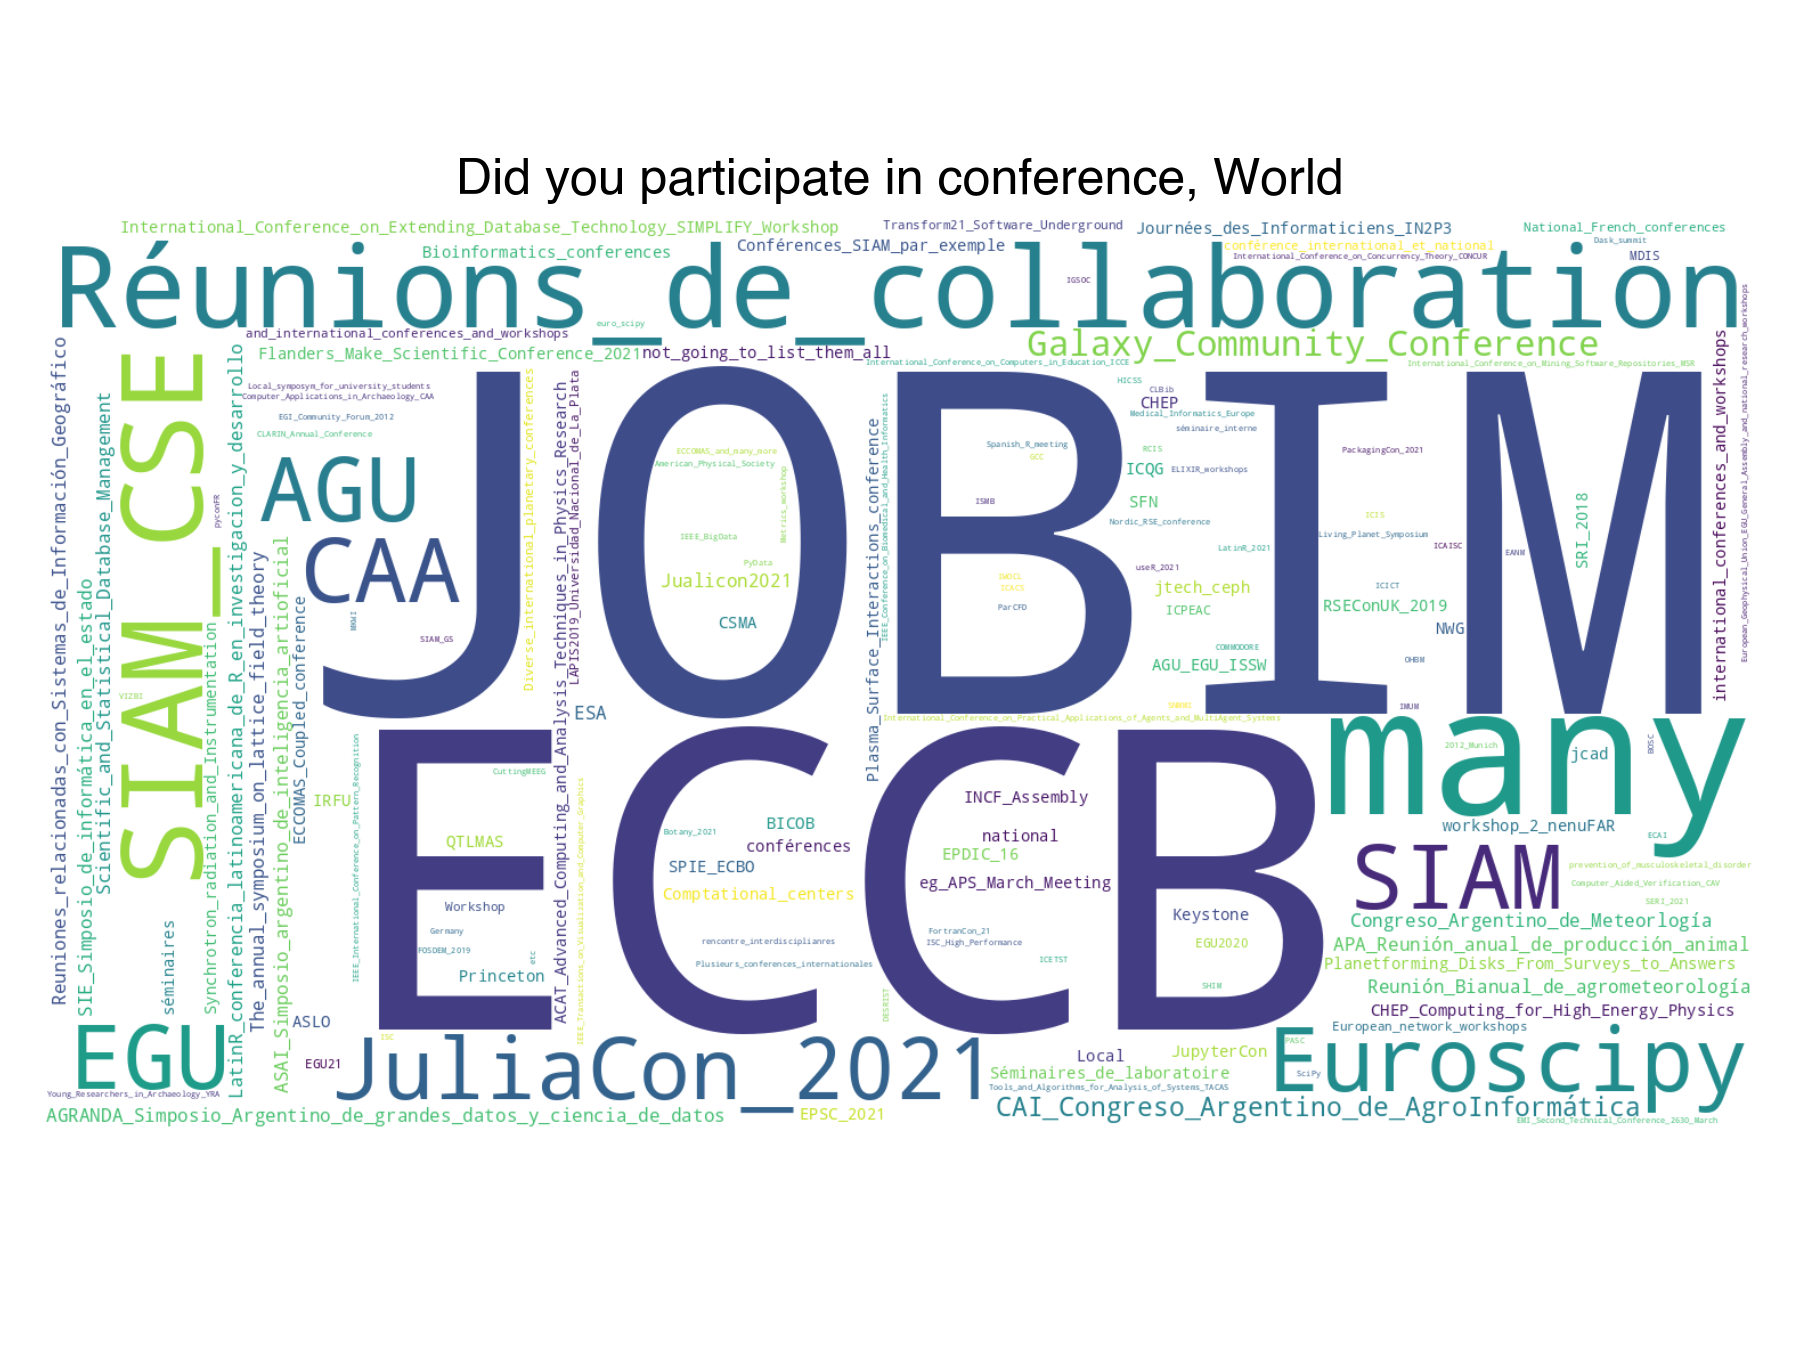 Did you participate in conference, World
International_Conference_on_Extending_Database_Technology_SIMPLIFY_Workshop
Transform21_Software_Underground
Journées_des_Informaticiens_IN2P3
National_French_conferences
Bioinformatics_conferences
Conférences_SIAM_par_exemple
conférence_international_et_national
Dask_summit
International_Conference_on_Concurrency_Theory_CONCUR
MDIS
Réunions_de_collaboration
IGSOC
euro_scipy
and_international_conferences_and_workshops
Flanders_Make_Scientific_Conference_2021
not_going_to_list_them_all
Galaxy_Community_Conference
International_Conference_on_Computers_in_Education_ICCE
International_Conference_on_Mining_Software_Repositories_MSR
Reuniones_relacionadas_con_Sistemas_de_Información_Geográfico
SIE_Simposio_de_informática_en_el_estado
Scientific_and_Statistical_Database_Management
SIAM_CSE
VIZBI
séminaires
Synchrotron_radiation_and_Instrumentation
pyconFR
LatinR_conferencia_latinoamericana_de_R_en_investigacion_y_desarrollo
The_annual_symposium_on_lattice_field_theory
ASAI_Simposio_argentino_de_inteligencia_artioficial
ECCOMAS_Coupled_conference
Local_symposym_for_university_students
Computer_Applications_in_Archaeology_CAA
EGI_Community_Forum_2012
CLARIN_Annual_Conference
AGU
CAA
SIAM_GS
JOBIM
Diverse_international_planetary_conferences
ACAT_Advanced_Computing_and_Analysis_Techniques_in_Physics_Research
LAPIS2019_Universidad_Nacional_de_La_Plata
ECCOMAS_and_many_more
American_Physical_Society
Metrics_workshop
IEEE_BigData
PyData
Jualicon2021
CSMA
Plasma_Surface_Interactions_conference
IEEE_Conference_on_Biomedical_and_Health_Informatics
HICSS
CLBib
CHEP
Medical_Informatics_Europe
séminaire_interne
Spanish_R_meeting
GCC
RCIS
ICQG
ELIXIR_workshops
ISMB
SFN
Nordic_RSE_conference
LatinR_2021
useR_2021
IWOCL
ICACS
ParCFD
jtech_ceph
ICPEAC
COMMODORE
AGU_EGU_ISSW
PackagingCon_2021
ICIS
Living_Planet_Symposium
ICAISC
EANM
SRI_2018
ICICT
RSEConUK_2019
NWG
OHBM
IMUM
international_conferences_and_workshops
European_Geophysical_Union_EGU_General_Assembly_and_national_research_workshops
ESA
International_Conference_on_Practical_Applications_of_Agents_and_MultiAgent_Systems
ECCB
many
2012_Munich
jcad
BOSC
IEEE_International_Conference_on_Pattern_Recognition
IRFU
CuttingMEEG
QTLMAS
IEEE_Transactions_on_Visualization_and_Computer_Graphics
Workshop
Germany
FOSDEM_2019
etc
Princeton
Botany_2021
BICOB
conférences
SPIE_ECBO
Comptational_centers
rencontre_interdisciplianres
Plusieurs_conferences_internationales
INCF_Assembly
national
EPDIC_16
eg_APS_March_Meeting
FortranCon_21
ISC_High_Performance
ICETST
DESRIST
Keystone
EGU2020
SHIM
workshop_2_nenuFAR
ECAI
SIAM
prevention_of_musculoskeletal_disorder
Computer_Aided_Verification_CAV
SERI_2021
Congreso_Argentino_de_Meteorlogía
APA_Reunión_anual_de_producción_animal
Planetforming_Disks_From_Surveys_to_Answers
Reunión_Bianual_de_agrometeorología
CHEP_Computing_for_High_Energy_Physics
ASLO
EGU21
ISC
EGU
JuliaCon_2021
Local
JupyterCon
European_network_workshops
PASC
SciPy
Euroscipy
Séminaires_de_laboratoire
Tools_and_Algorithms_for_Analysis_of_Systems_TACAS
Young_Researchers_in_Archaeology_YRA
AGRANDA_Simposio_Argentino_de_grandes_datos_y_ciencia_de_datos
EPSC_2021
CAI_Congreso_Argentino_de_AgroInformática
EMI_Second_Technical_Conference_2630_March